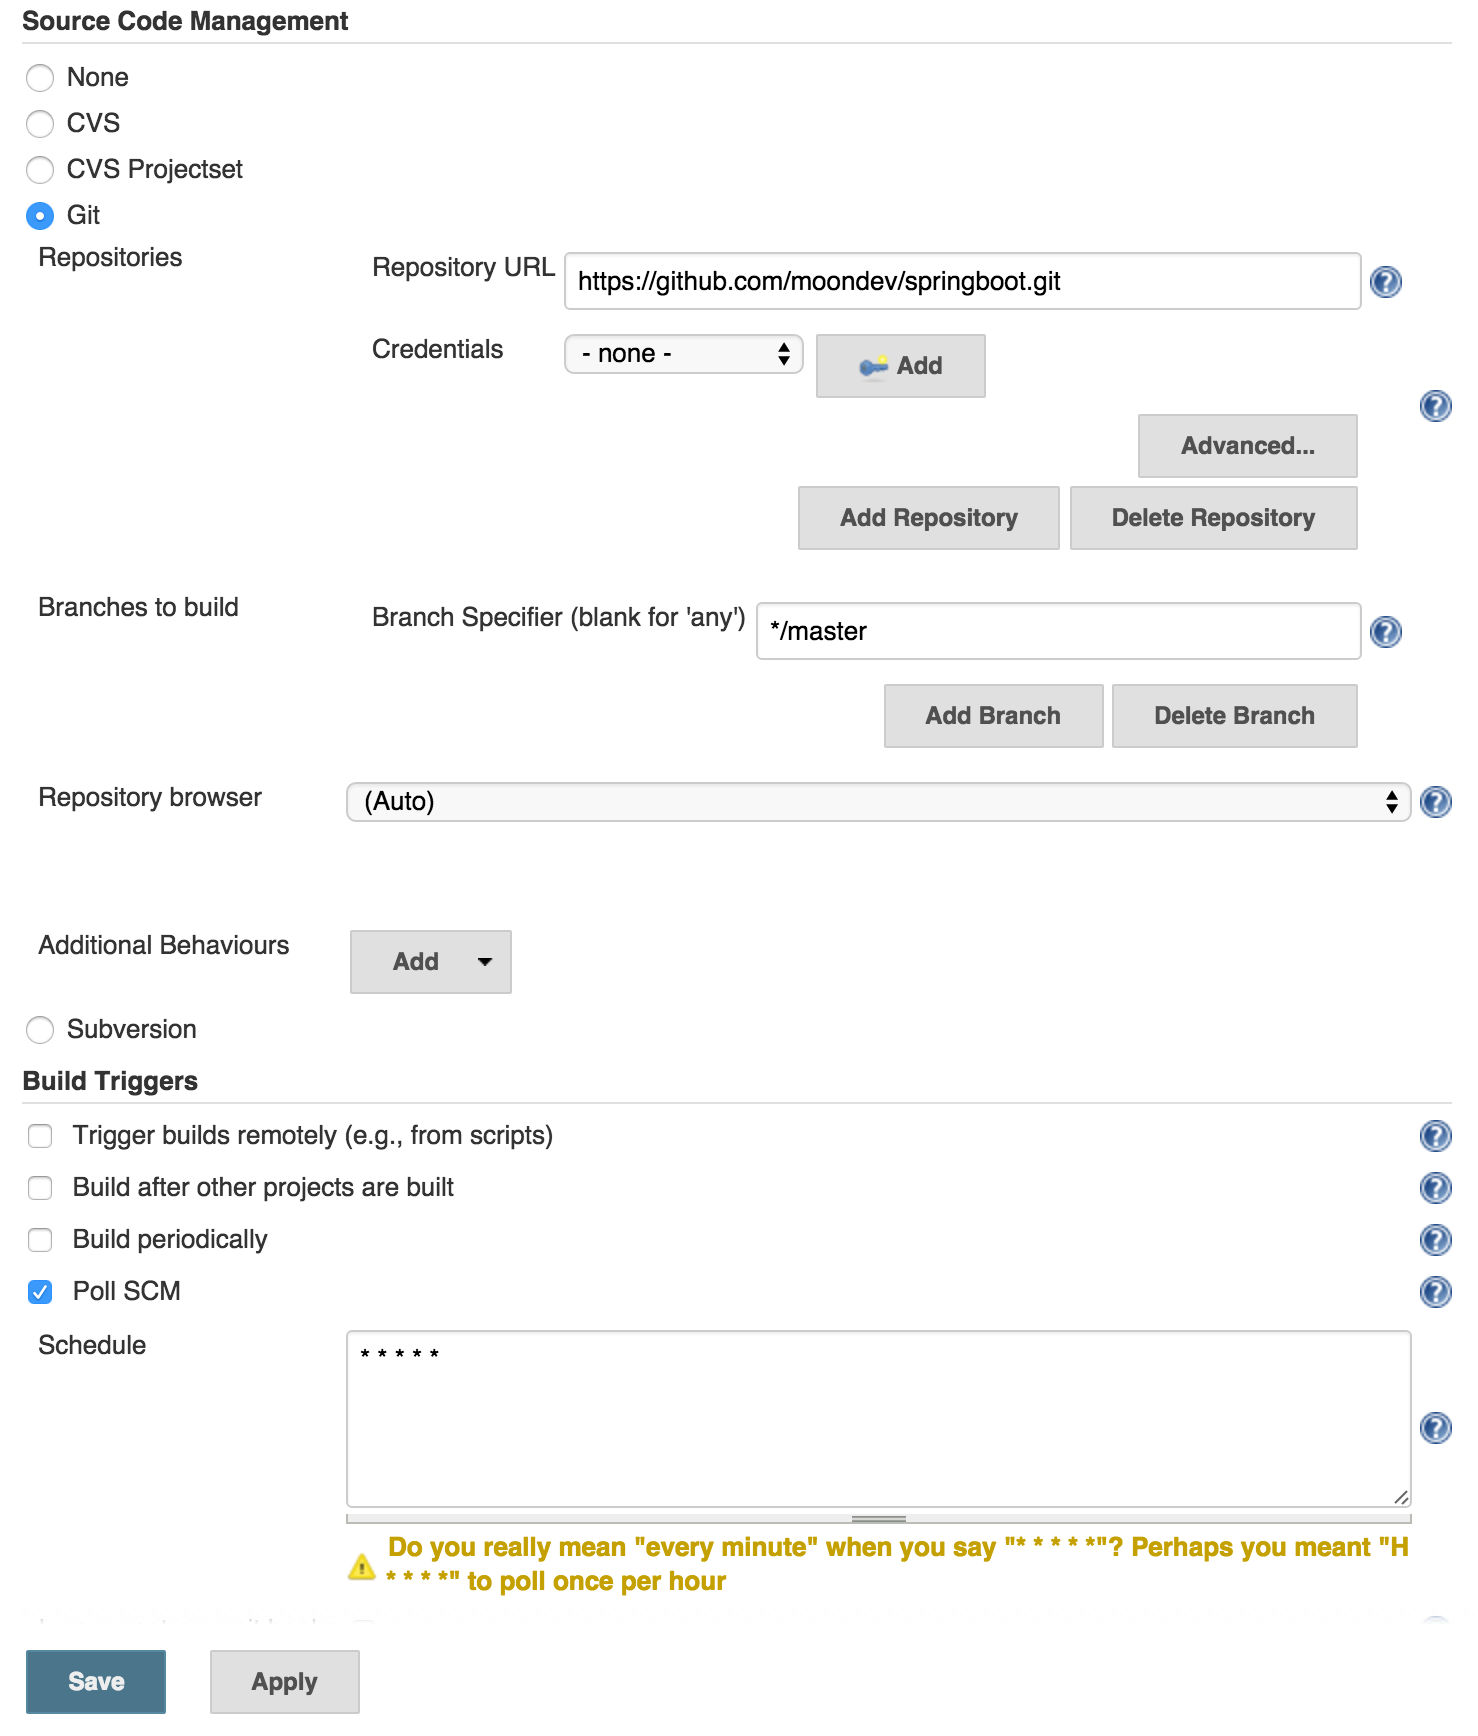 Source Code Management
None
CVS
CVS Projectset
Git
Repositories
Repository URL
https://github.com/moondev/springboot.git
Credentials
- none -
Add
Advanced...
Add Repository
Delete Repository
Branches to build
Branch Specifier (blank for 'any')
*/master
Add Branch
Delete Branch
Repository browser
(Auto)
Additional Behaviours
Add
Subversion
Build Triggers
Trigger builds remotely (e.g., from scripts)
Build after other projects are built
Build periodically
Poll SCM
Schedule
* * * * *
Do you really mean "every minute" when you say "* * * * *"? Perhaps you meant "H
* * * *" to poll once per hour
Save
Apply